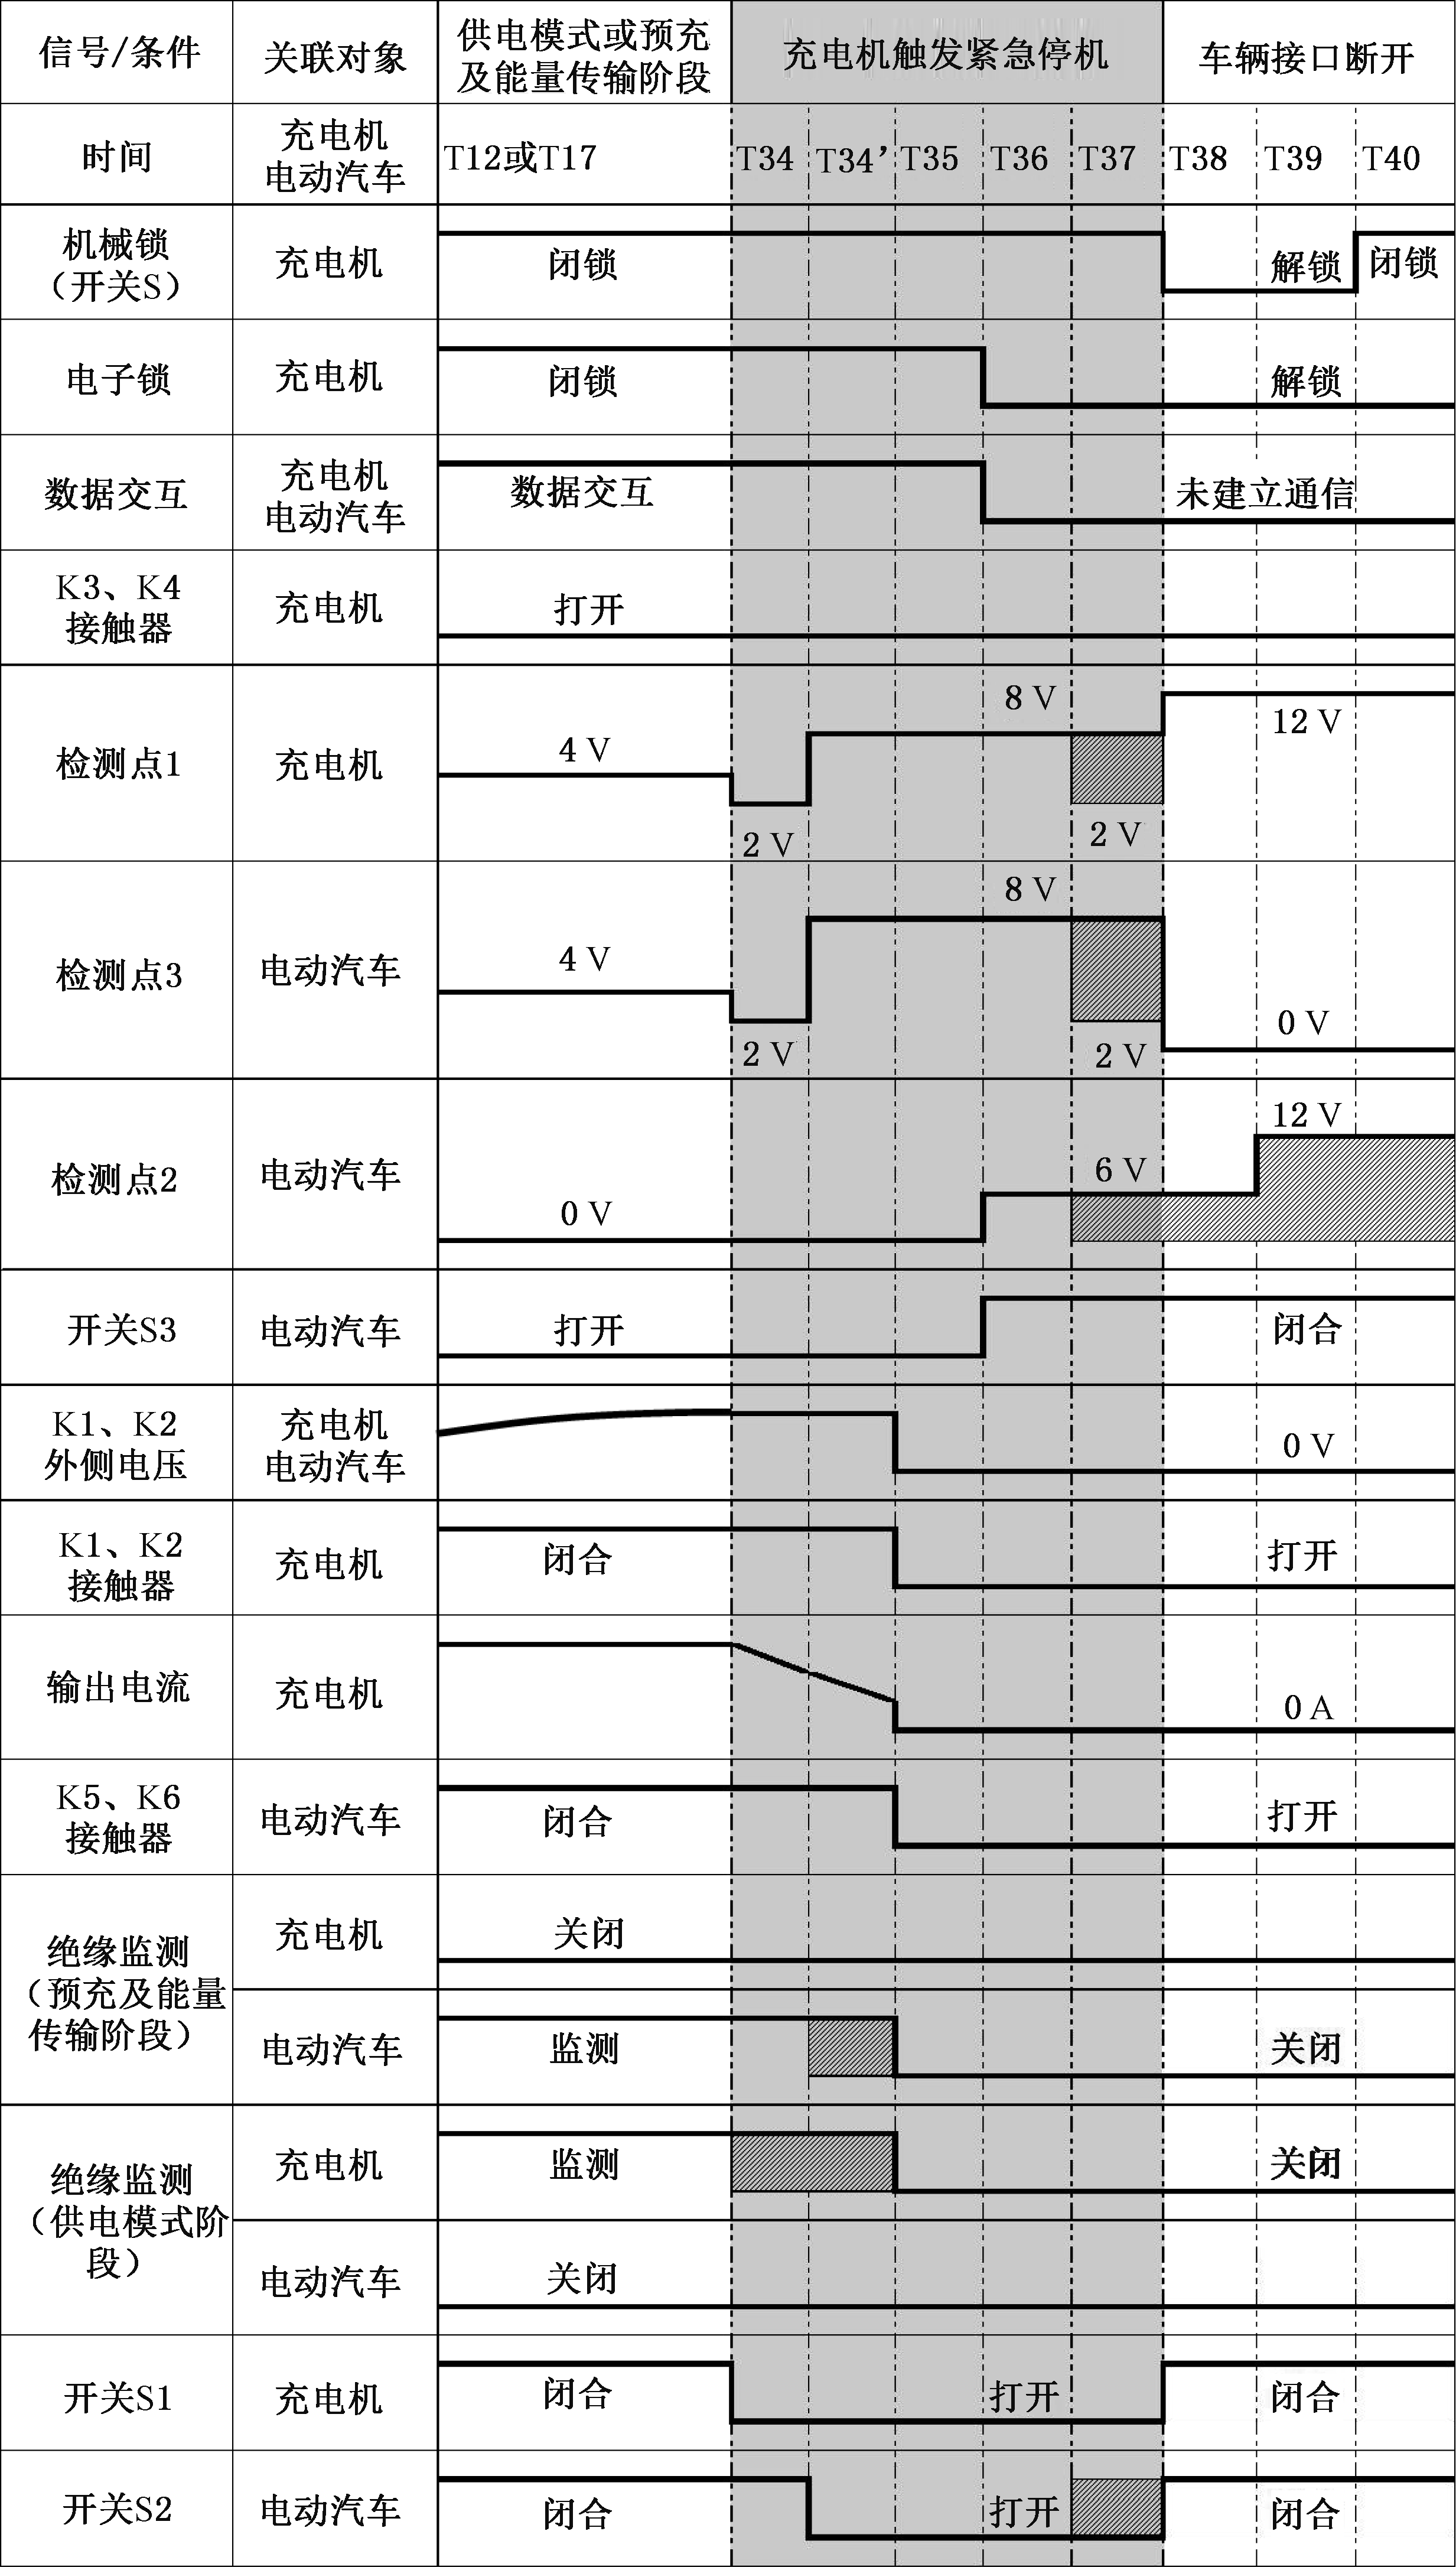 信号/条件
关联对象
供电模式或预充
及能量传输阶段
充电机触发紧急停机
车辆接口断开
时间
充电机
电动汽车
T12或T17
T34
T34’
T35
T36
T37
T38
T39
T40
机械锁
（开关S）
充电机
闭锁
解锁
闭锁
电子锁
充电机
闭锁
解锁
数据交互
充电机
电动汽车
数据交互
未建立通信
K3、K4
接触器
充电机
打开
检测点1
充电机
4 V
2 V
8 V
2 V
12 V
检测点3
电动汽车
4 V
2 V
8 V
2 V
0 V
检测点2
电动汽车
0 V
6 V
12 V
开关S3
电动汽车
打开
闭合
K1、K2
外侧电压
充电机
电动汽车
0 V
K1、K2
接触器
充电机
闭合
打开
输出电流
充电机
0 A
K5、K6
接触器
电动汽车
闭合
打开
绝缘监测
（预充及能量
传输阶段）
充电机
关闭
电动汽车
监测
关闭
绝缘监测
（供电模式阶
段）
充电机
监测
关闭
电动汽车
关闭
开关S1
充电机
闭合
打开
闭合
开关S2
电动汽车
闭合
打开
闭合